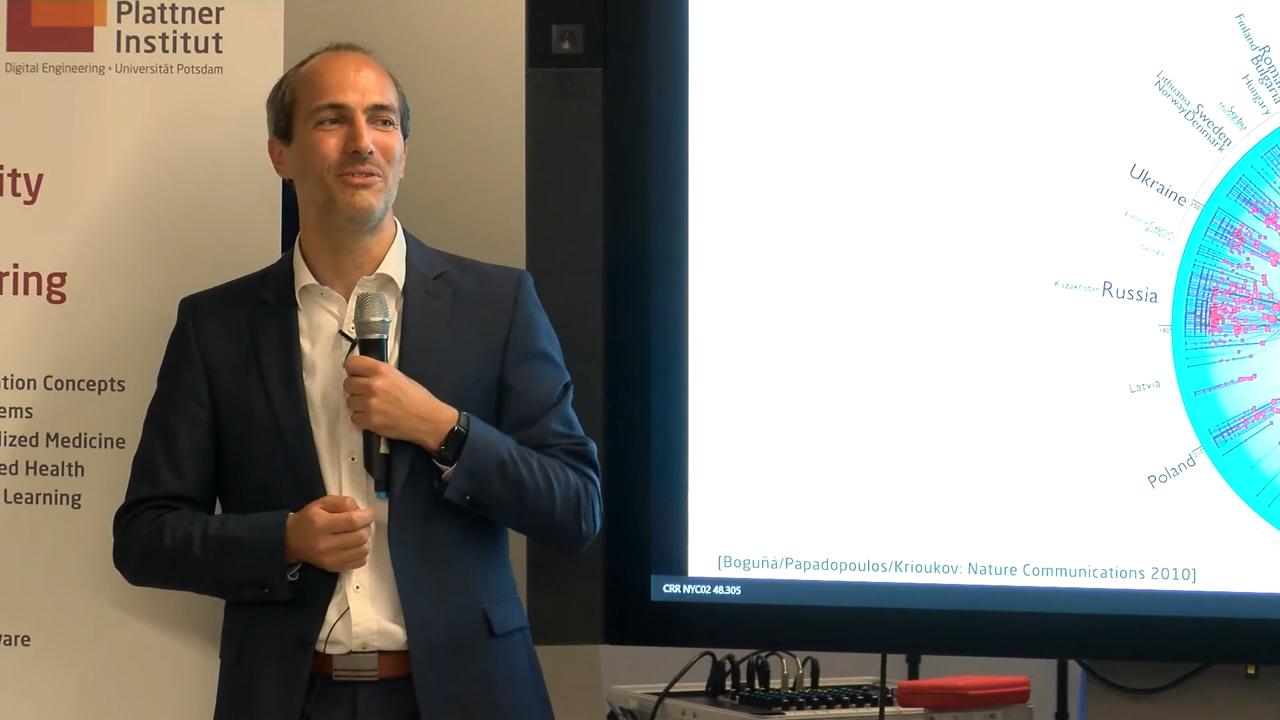 Plattner
Institut
Digital Engineering • Universität Potsdam
ity
ring
tion Concepts
ems
lized Medicine
ed Health
Learning
are
Finland
Hungary
Lithuania
Norway
Sweden
Denmark
Ukraine
Kazakhstan
Russia
Latvia
Poland
[Boguñá/Papadopoulos/Krioukov: Nature Communications 2010]
CRR NYC02 48.305